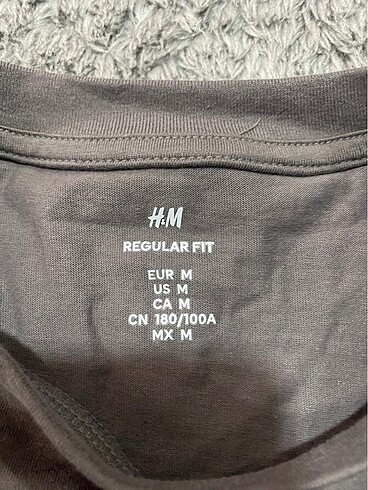 H&M
REGULAR FIT
EUR M
US M
CA M
CN 180/100A
MX M